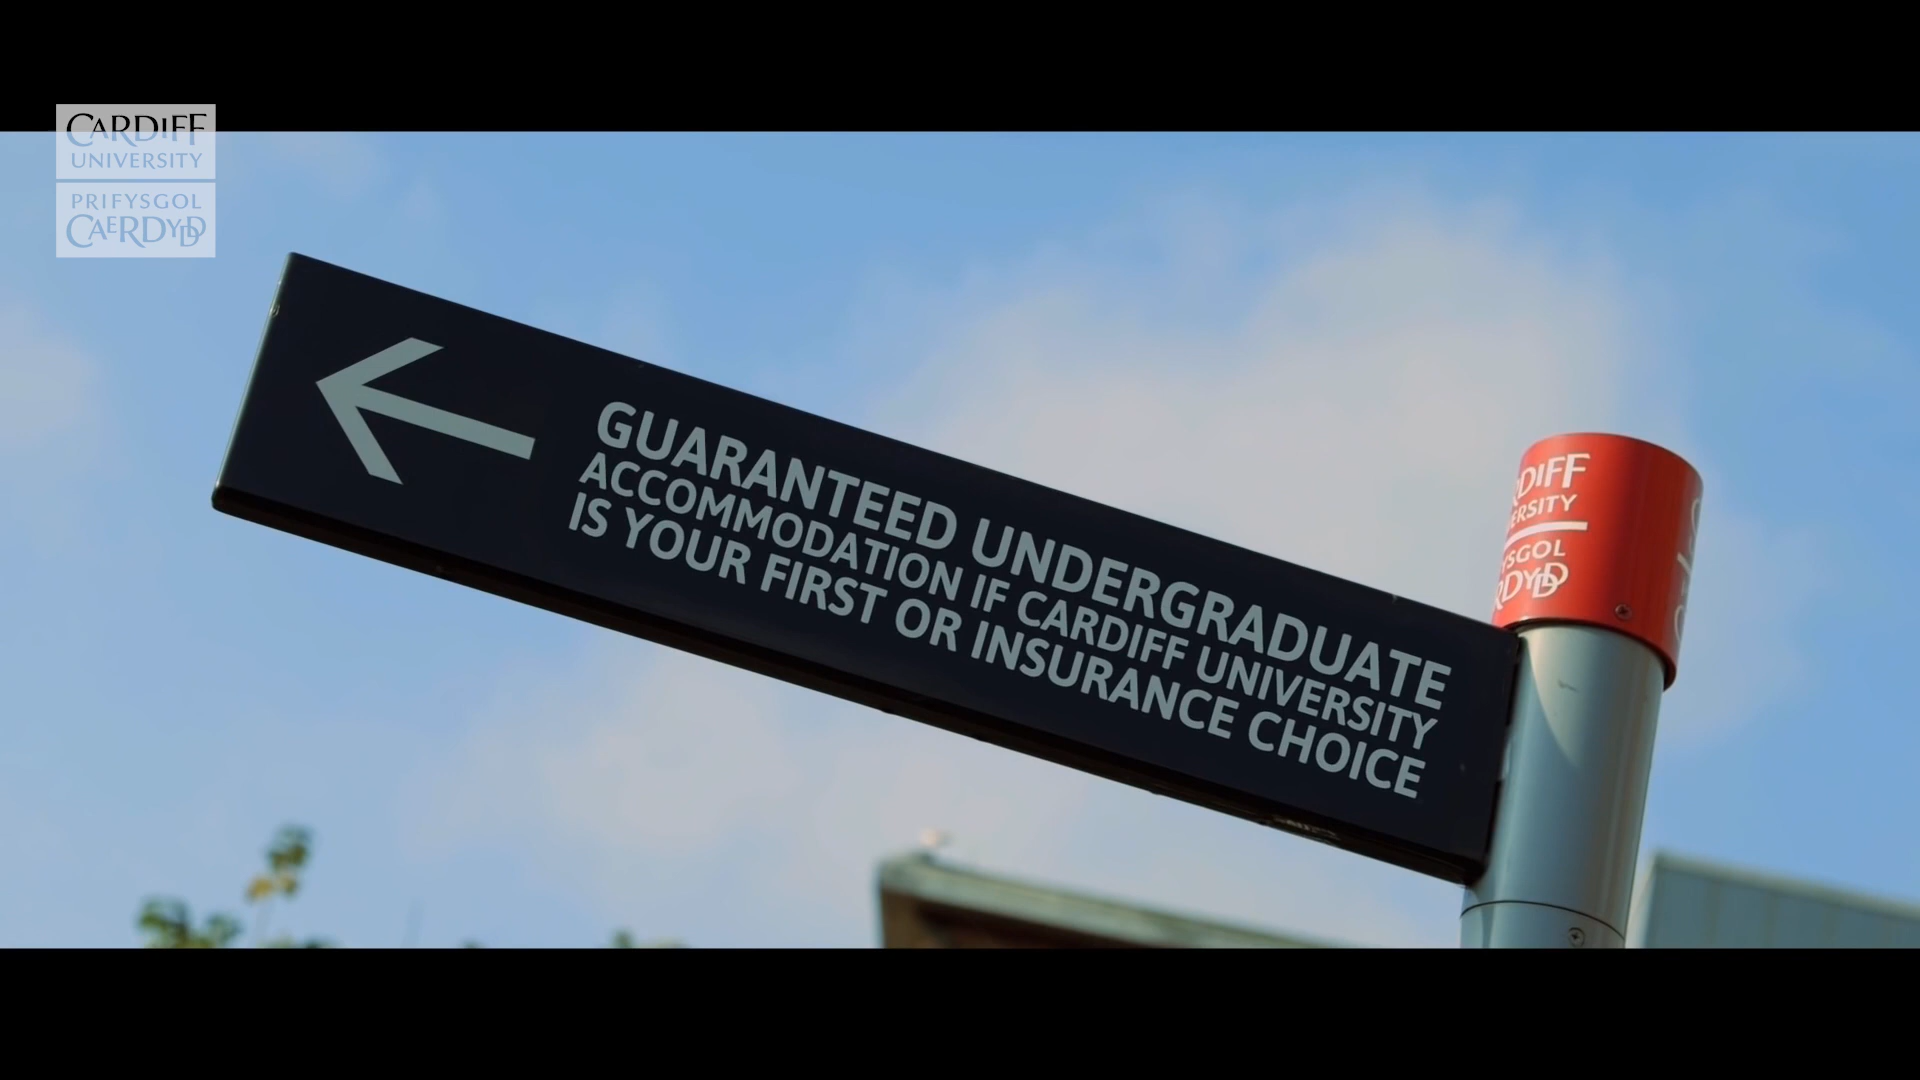 CARDIFF
UNIVERSITY
PRIFYSGOL
CAERDYDD
GUARANTEED UNDERGRADUATE
ACCOMMODATION IF CARDIFF UNIVERSITY
IS YOUR FIRST OR INSURANCE CHOICE